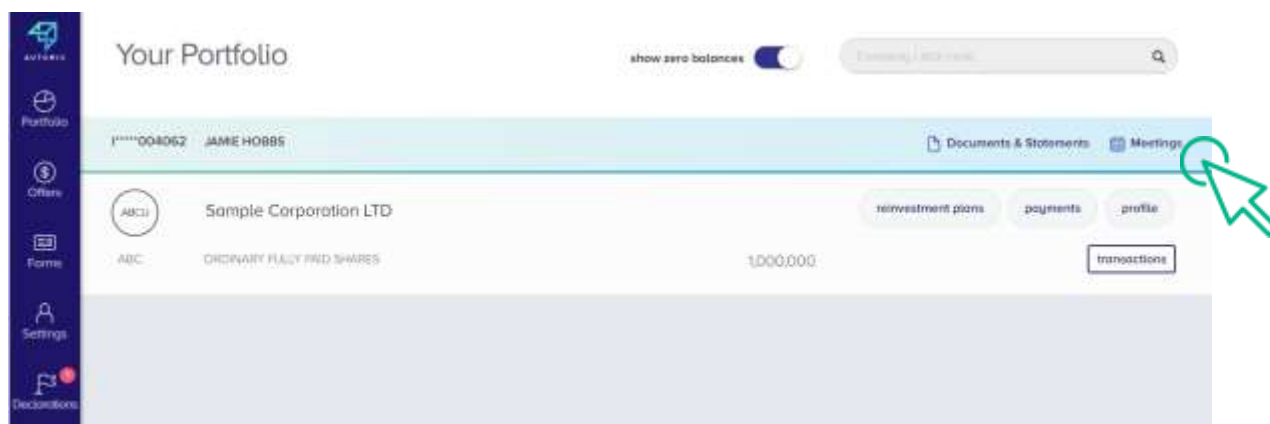 AUTOMIC
Portfolio
Offers
Forms
Settings
Declarations
Your Portfolio
show zero balances
I*****004062 JAMIE HOBBS
Documents & Statements
Meetings
ABCU
Sample Corporation LTD
reinvestment plans
payments
profile
ABC
ORDINARY FULLY PAID SHARES
1,000,000
transactions